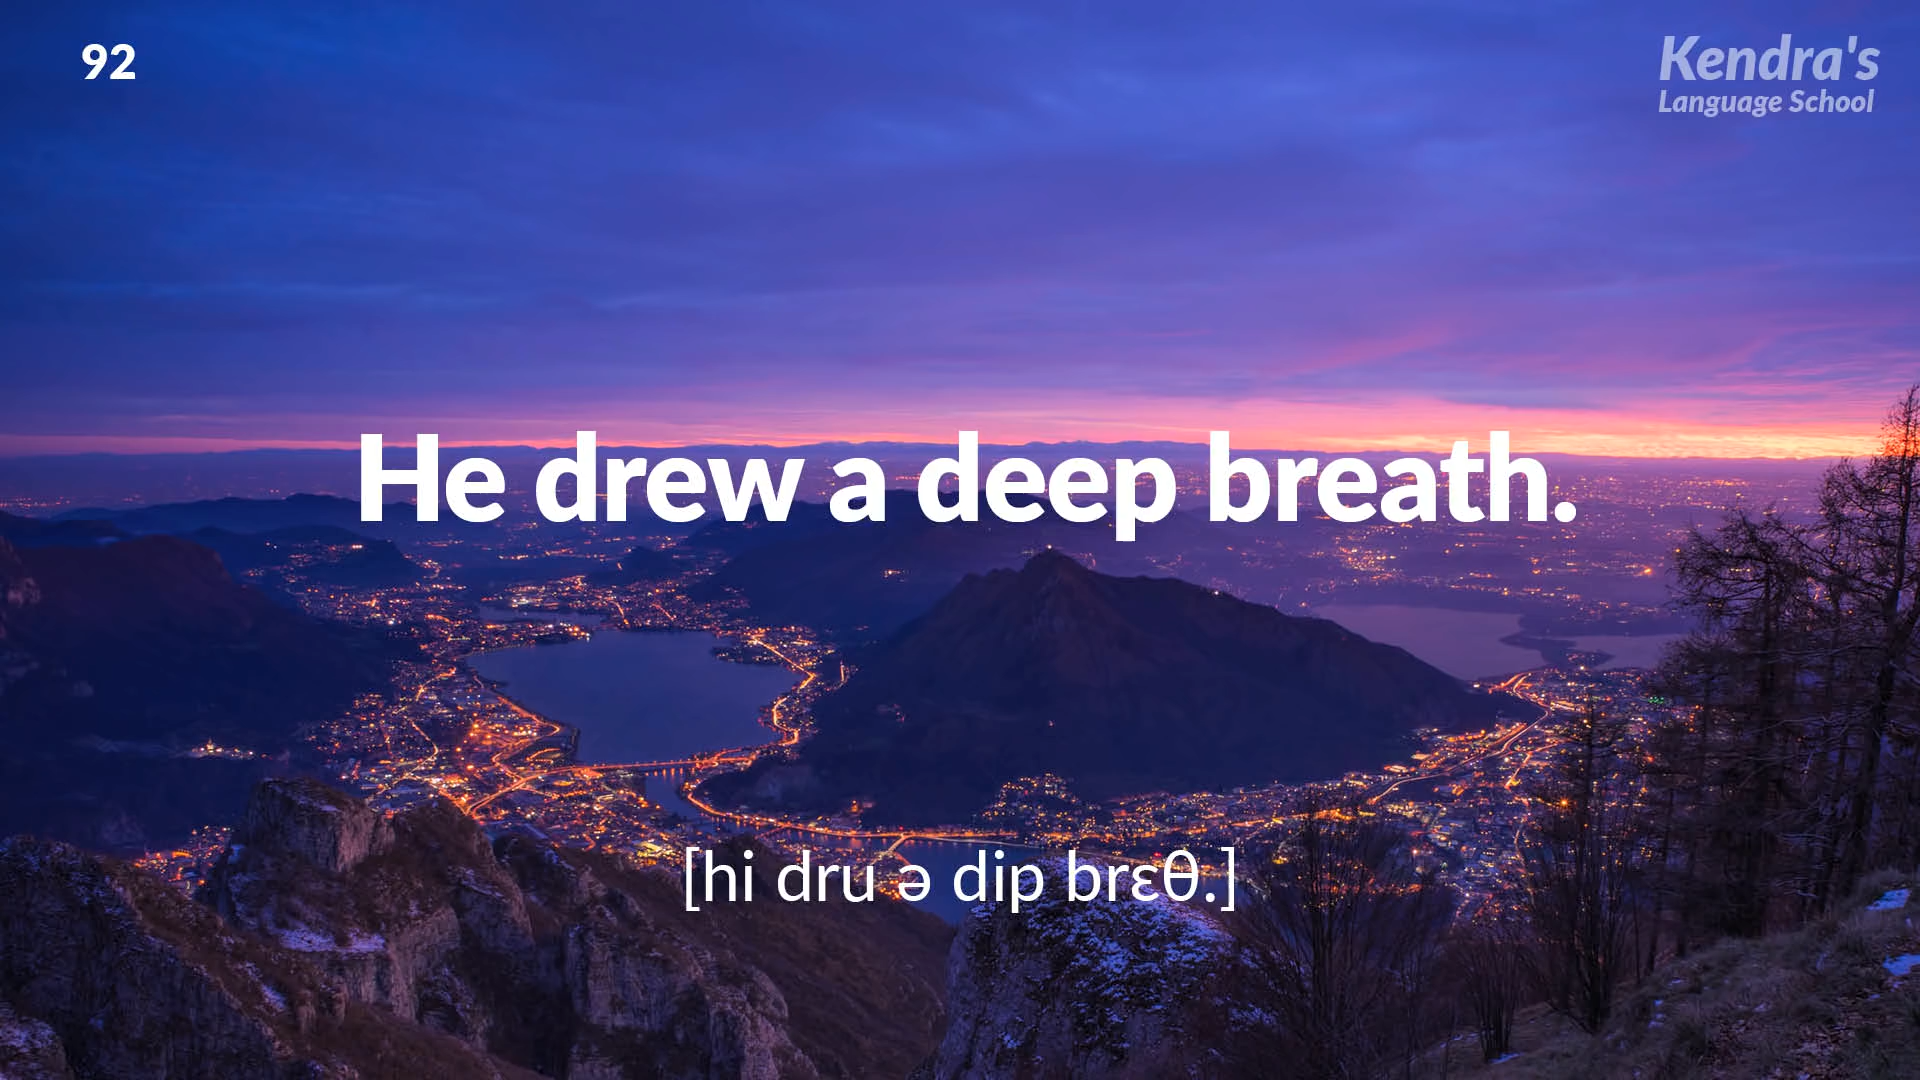 92
Kendra's
Language School
He drew a deep breath.
[hi dru ə dip brɛθ.]